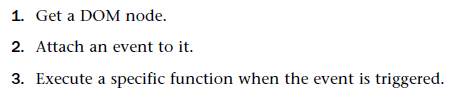 1. Get a DOM node.
2. Attach an event to it.
3. Execute a specific function when the event is triggered.